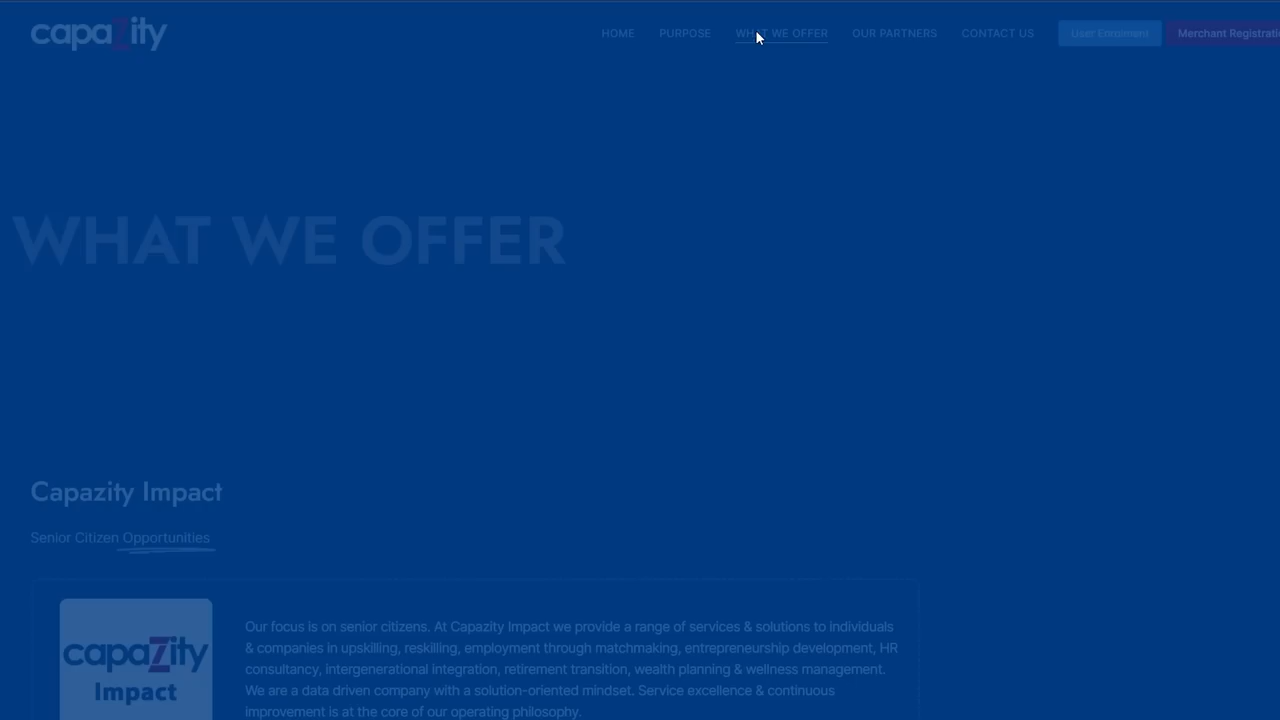 capaZity
HOME PURPOSE WHAT WE OFFER OUR PARTNERS CONTACT US User Enrolment Merchant Registrati
WHAT WE OFFER
Capazity Impact
Senior Citizen Opportunities
capaZity
Impact
Our focus is on senior citizens. At Capazity Impact we provide a range of services & solutions to individuals
& companies in upskilling, reskilling, employment through matchmaking, entrepreneurship development, HR
consultancy, intergenerational integration, retirement transition, wealth planning & wellness management.
We are a data driven company with a solution-oriented mindset. Service excellence & continuous
improvement is at the core of our operating philosophy.